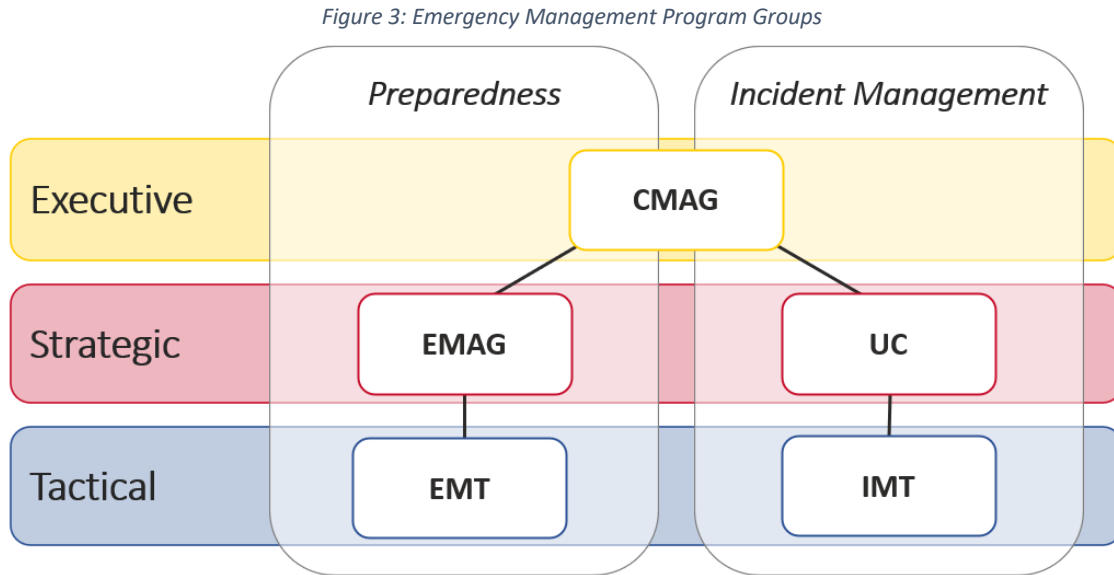 Figure 3: Emergency Management Program Groups
Preparedness
Incident Management
Executive
CMAG
Strategic
EMAG
UC
Tactical
EMT
IMT